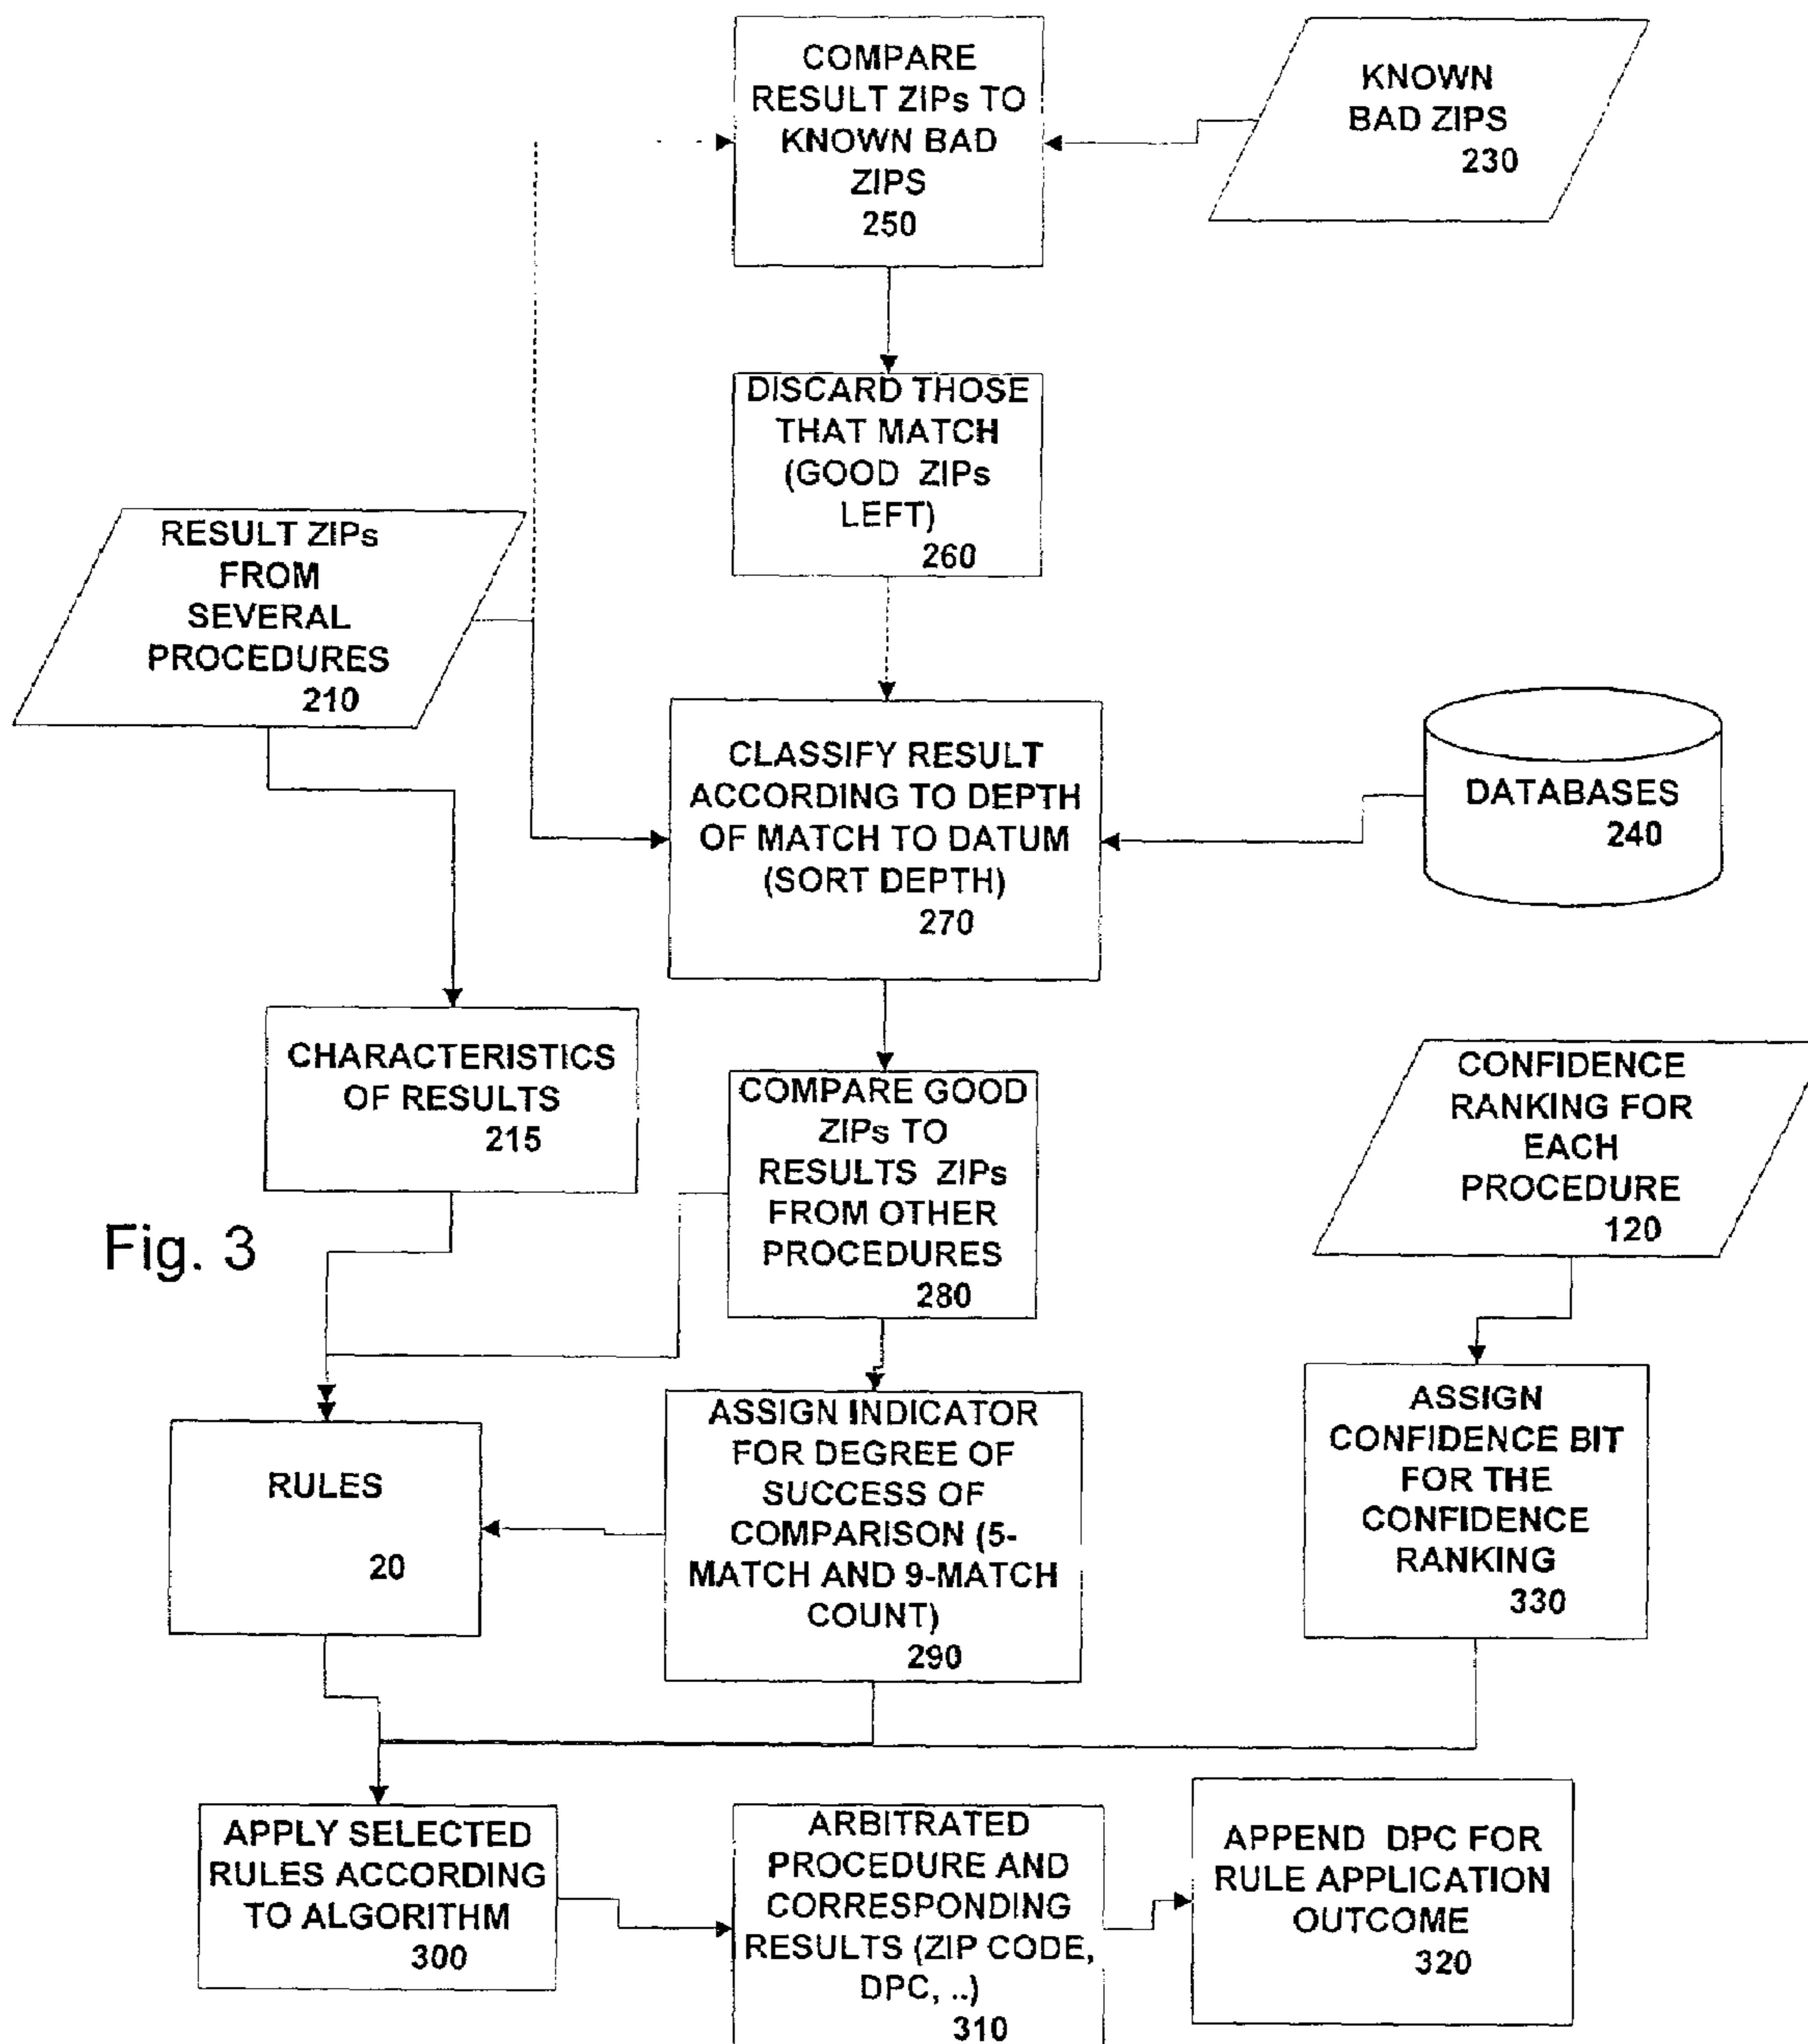 COMPARE
RESULT ZIPs TO
KNOWN BAD
ZIPS
250
KNOWN
BAD ZIPS
230
DISCARD THOSE
THAT MATCH
(GOOD ZIPs
LEFT)
260
RESULT ZIPs
FROM
SEVERAL
PROCEDURES
210
CLASSIFY RESULT
ACCORDING TO DEPTH
OF MATCH TO DATUM
(SORT DEPTH)
270
DATABASES
240
CHARACTERISTICS
OF RESULTS
215
COMPARE GOOD
ZIPs TO
RESULTS ZIPs
FROM OTHER
PROCEDURES
280
CONFIDENCE
RANKING FOR
EACH
PROCEDURE
120
Fig. 3
RULES
20
ASSIGN INDICATOR
FOR DEGREE OF
SUCCESS OF
COMPARISON (5-
MATCH AND 9-MATCH
COUNT)
290
ASSIGN
CONFIDENCE BIT
FOR THE
CONFIDENCE
RANKING
330
APPLY SELECTED
RULES ACCORDING
TO ALGORITHM
300
ARBITRATED
PROCEDURE AND
CORRESPONDING
RESULTS (ZIP CODE,
DPC, ..)
310
APPEND DPC FOR
RULE APPLICATION
OUTCOME
320